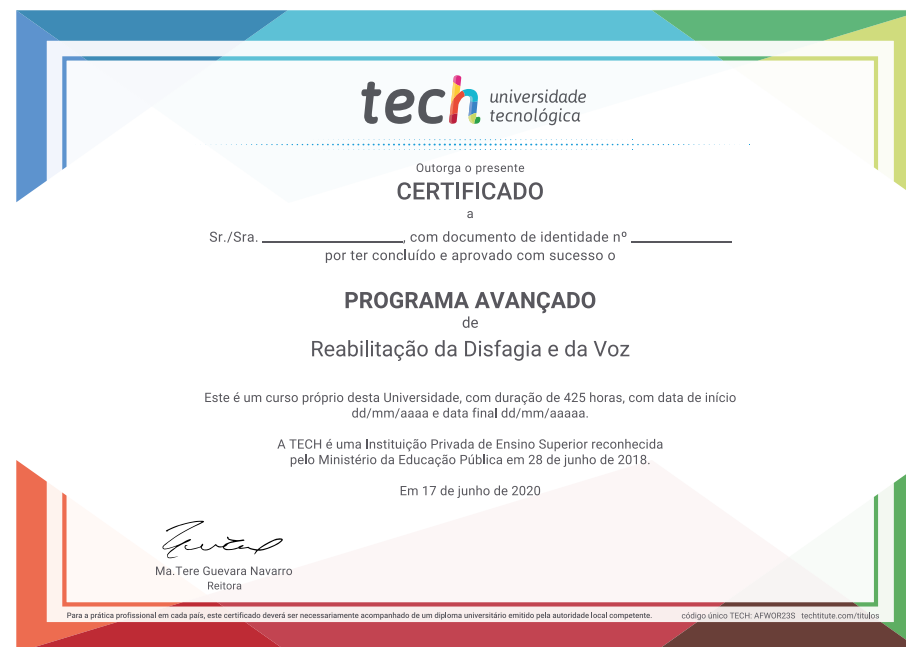 tech universidade
tecnológica
Outorga o presente
CERTIFICADO
a
Sr./Sra. ____________, com documento de identidade nº ____________
por ter concluído e aprovado com sucesso o
PROGRAMA AVANÇADO
de
Reabilitação da Disfagia e da Voz
Este é um curso próprio desta Universidade, com duração de 425 horas, com data de início
dd/mm/aaaa e data final dd/mm/aaaaa.
A TECH é uma Instituição Privada de Ensino Superior reconhecida
pelo Ministério da Educação Pública em 28 de junho de 2018.
Em 17 de junho de 2020
Ma.Tere Guevara Navarro
Reitora
Para a prática profissional em cada país, este certificado deverá ser necessariamente acompanhado de um diploma universitário emitido pela autoridade local competente. código único TECH: AFWOR23S techtitute.com/titulos